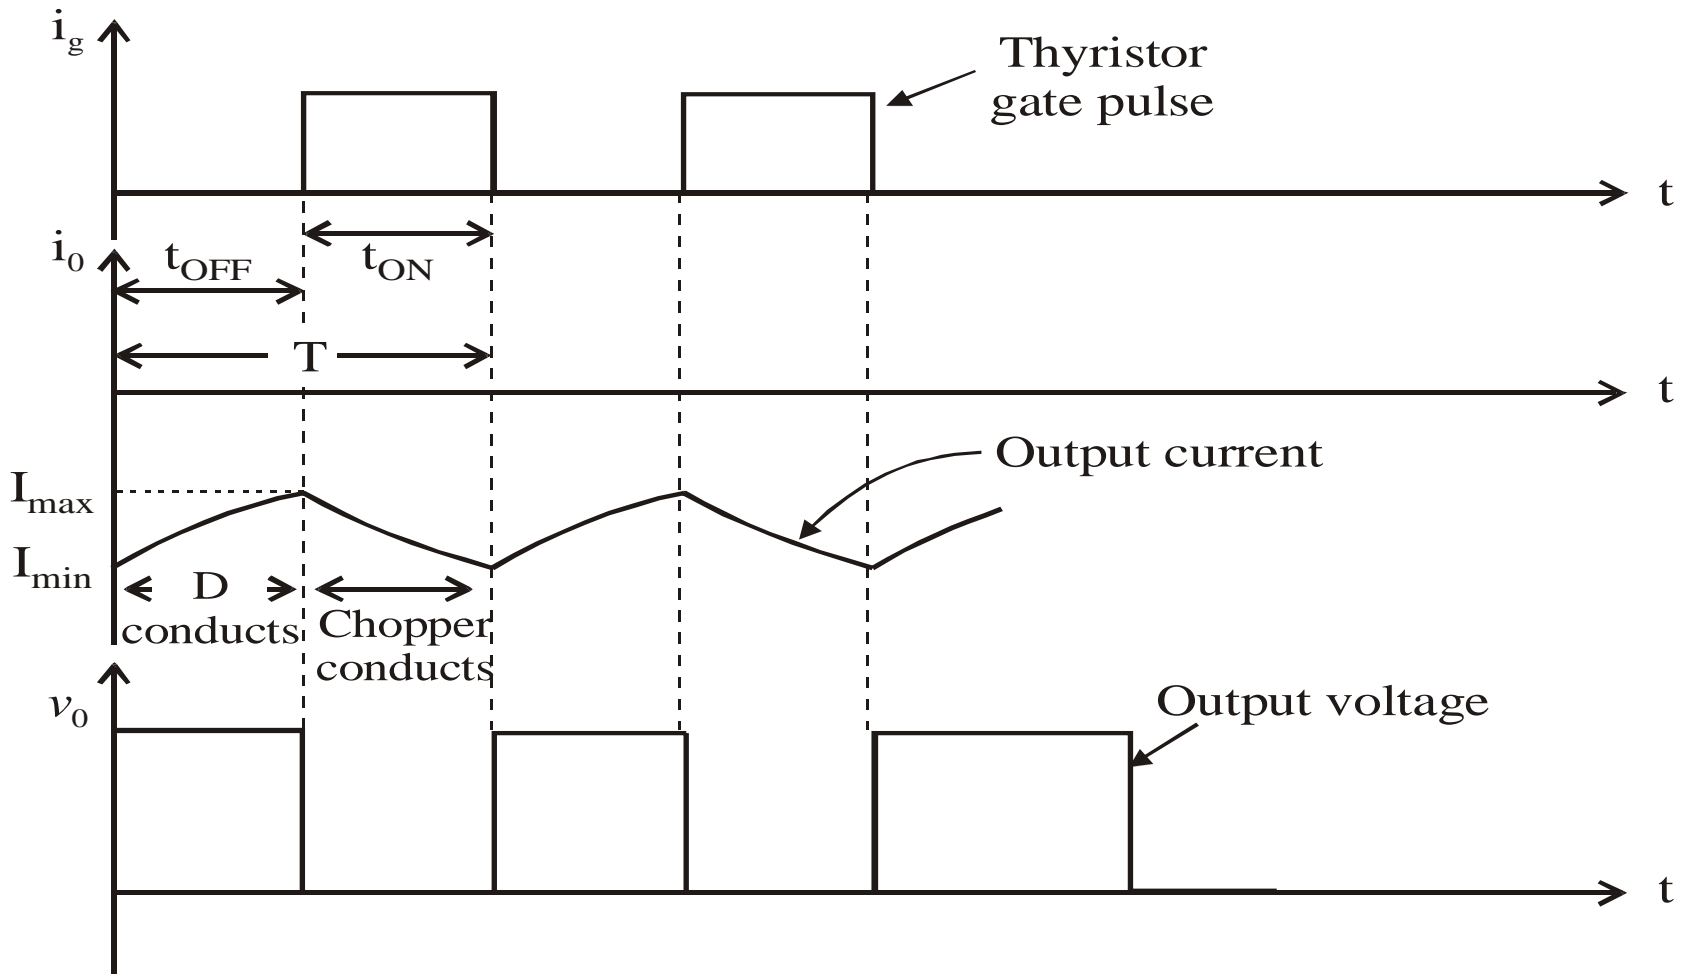 i_g
Thyristor
gate pulse
t
i_0
t_OFF
t_ON
T
t
Output current
I_max
I_min
D
conducts
Chopper
conducts
v_0
Output voltage
t